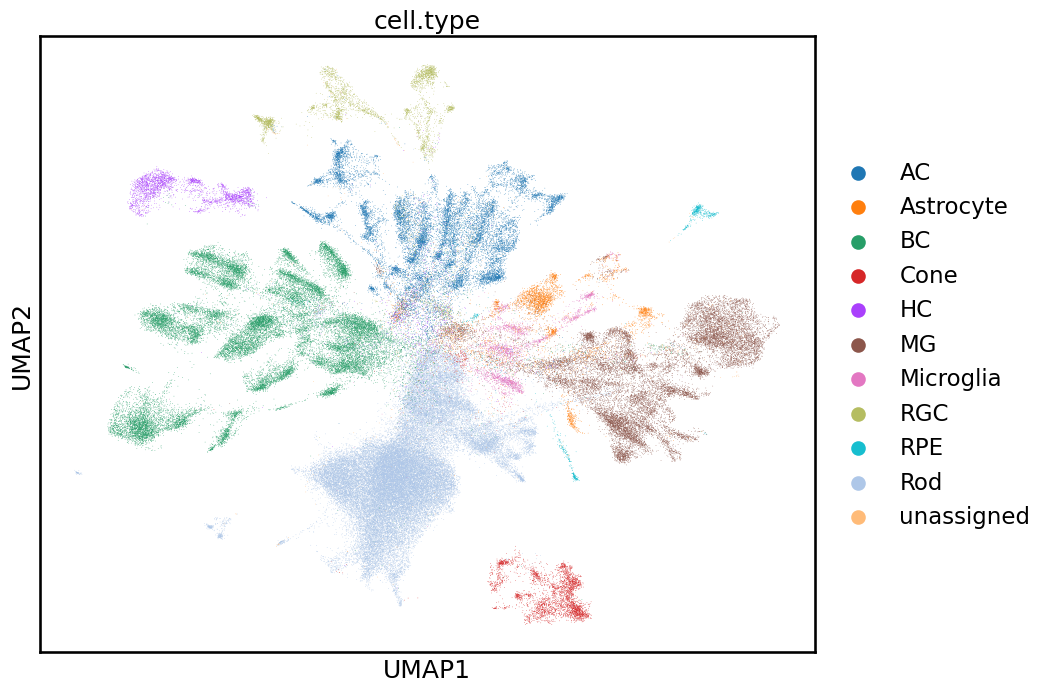 cell.type
UMAP2
UMAP1
AC
Astrocyte
BC
Cone
HC
MG
Microglia
RGC
RPE
Rod
unassigned